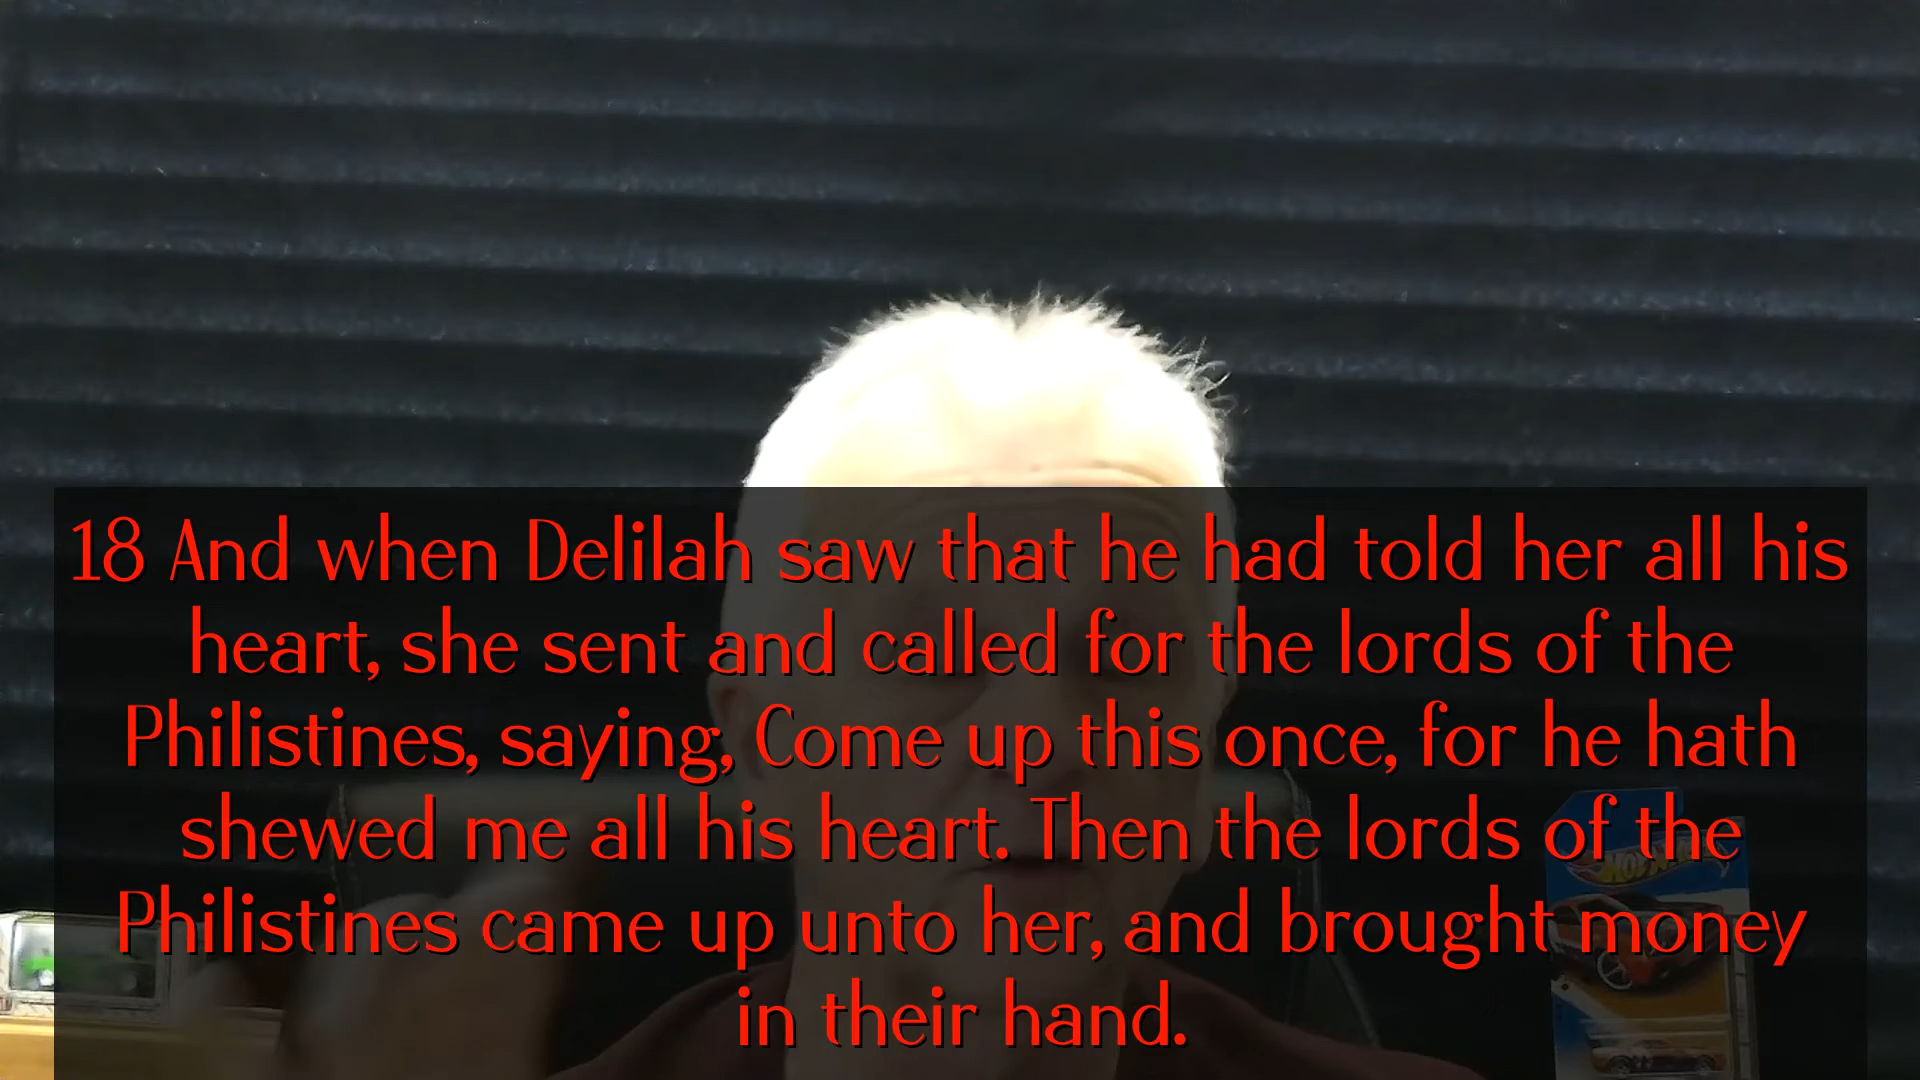 18 And when Delilah saw that he had told her all his
heart, she sent and called for the lords of the
Philistines, saying, Come up this once, for he hath
shewed me all his heart. Then the lords of the
Philistines came up unto her, and brought money
in their hand.